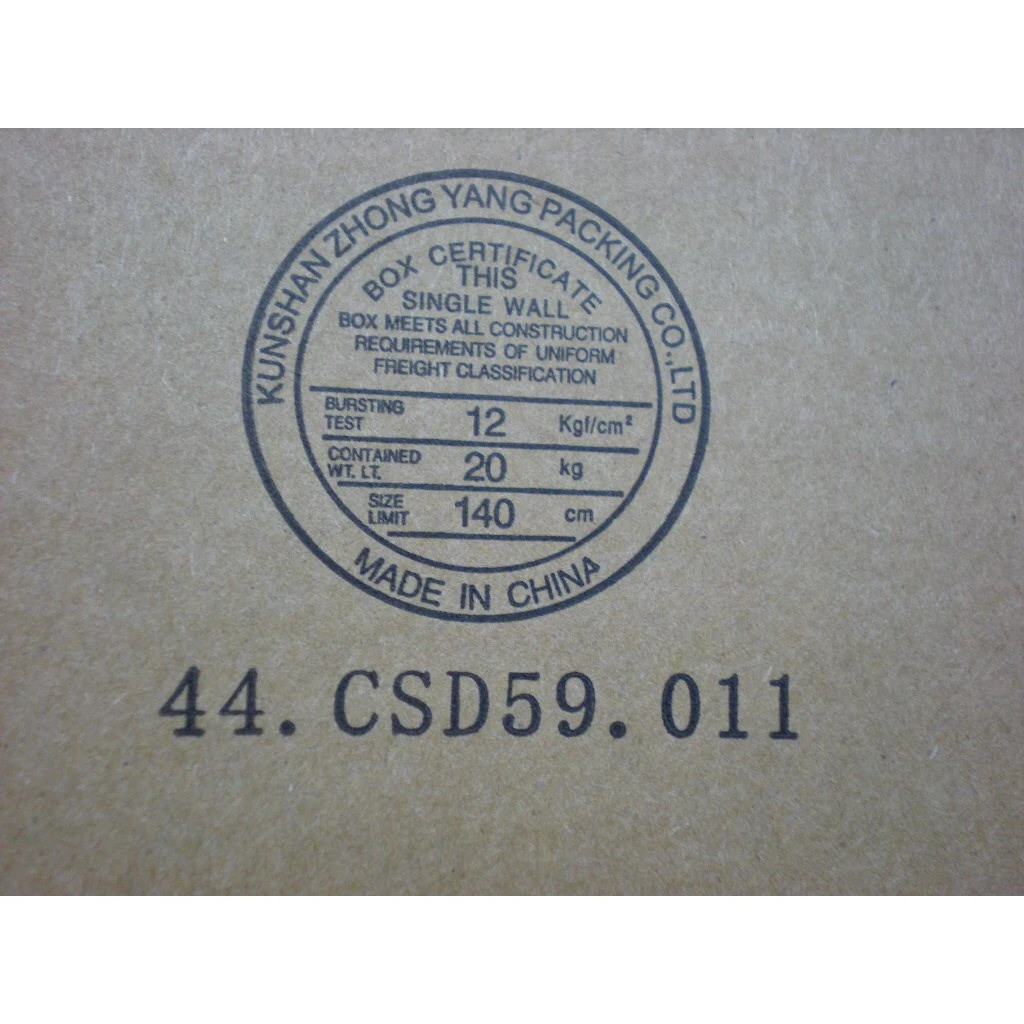 KUNSHAN ZHONG YANG PACKING CO.,LTD
BOX CERTIFICATE
THIS
SINGLE WALL
BOX MEETS ALL CONSTRUCTION
REQUIREMENTS OF UNIFORM
FREIGHT CLASSIFICATION
BURSTING TEST 12 Kgf/cm²
CONTAINED WT. LT. 20 kg
SIZE LIMIT 140 cm
MADE IN CHINA
44.CSD59.011